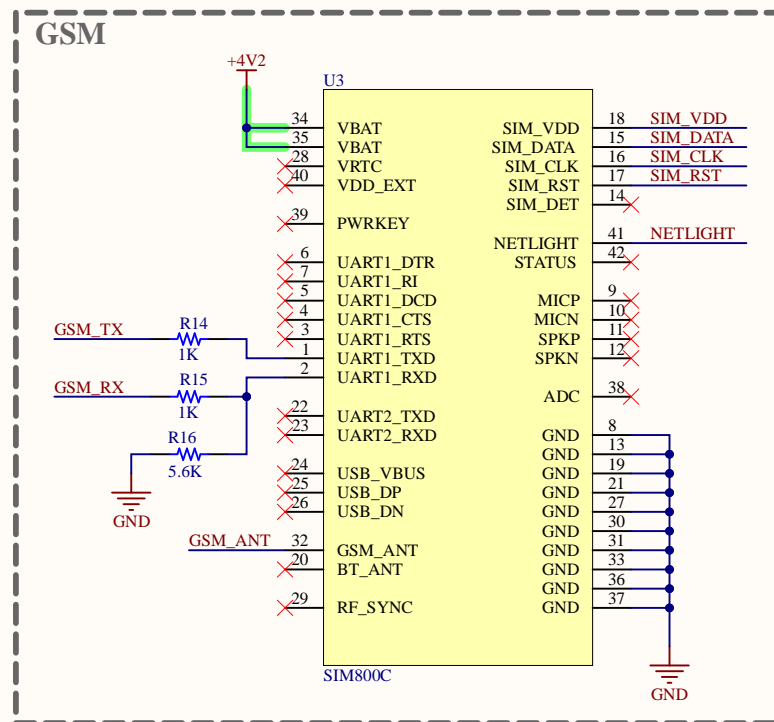 GSM
+4V2
U3
34 VBAT
35 VBAT
28 VRTC
40 VDD_EXT
39 PWRKEY
6 UART1_DTR
7 UART1_RI
5 UART1_DCD
4 UART1_CTS
3 UART1_RTS
GSM_TX R14 1K 1 UART1_TXD
2 UART1_RXD
GSM_RX R15 1K
R16 5.6K
GND
22 UART2_TXD
23 UART2_RXD
24 USB_VBUS
25 USB_DP
26 USB_DN
GSM_ANT 32 GSM_ANT
20 BT_ANT
29 RF_SYNC
SIM_VDD 18 SIM_VDD
SIM_DATA 15 SIM_DATA
SIM_CLK 16 SIM_CLK
SIM_RST 17 SIM_RST
SIM_DET 14
NETLIGHT 41 NETLIGHT
STATUS 42
MICP 9
MICN 10
SPKP 11
SPKN 12
ADC 38
GND 8
GND 13
GND 19
GND 21
GND 27
GND 30
GND 31
GND 33
GND 36
GND 37
GND
SIM800C